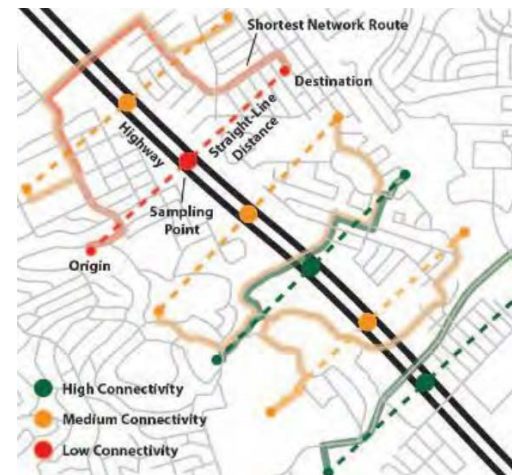 Shortest Network Route
Destination
Highway
Straight-Line
Distance
Sampling
Point
Origin
High Connectivity
Medium Connectivity
Low Connectivity